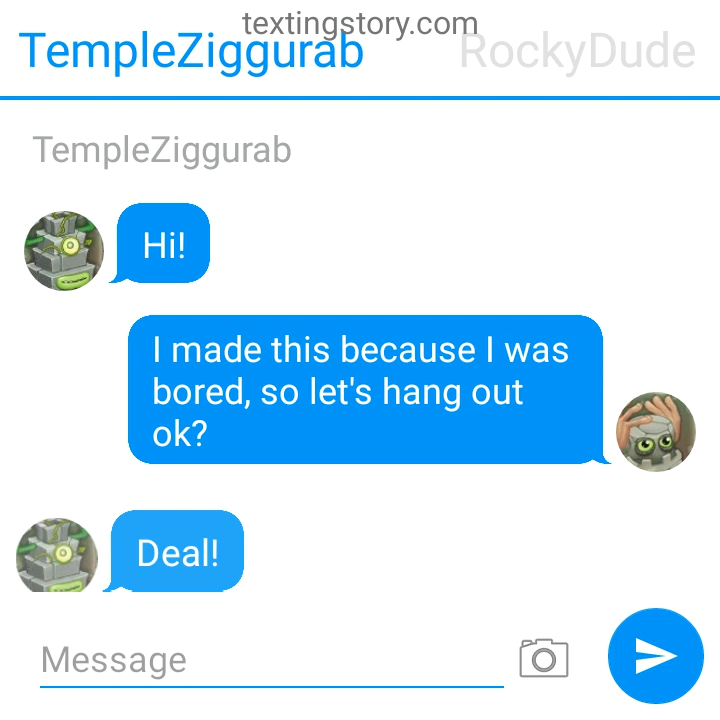 textingstory.com
TempleZiggurab RockyDude
TempleZiggurab
Hi!
I made this because I was
bored, so let's hang out
ok?
Deal!
Message